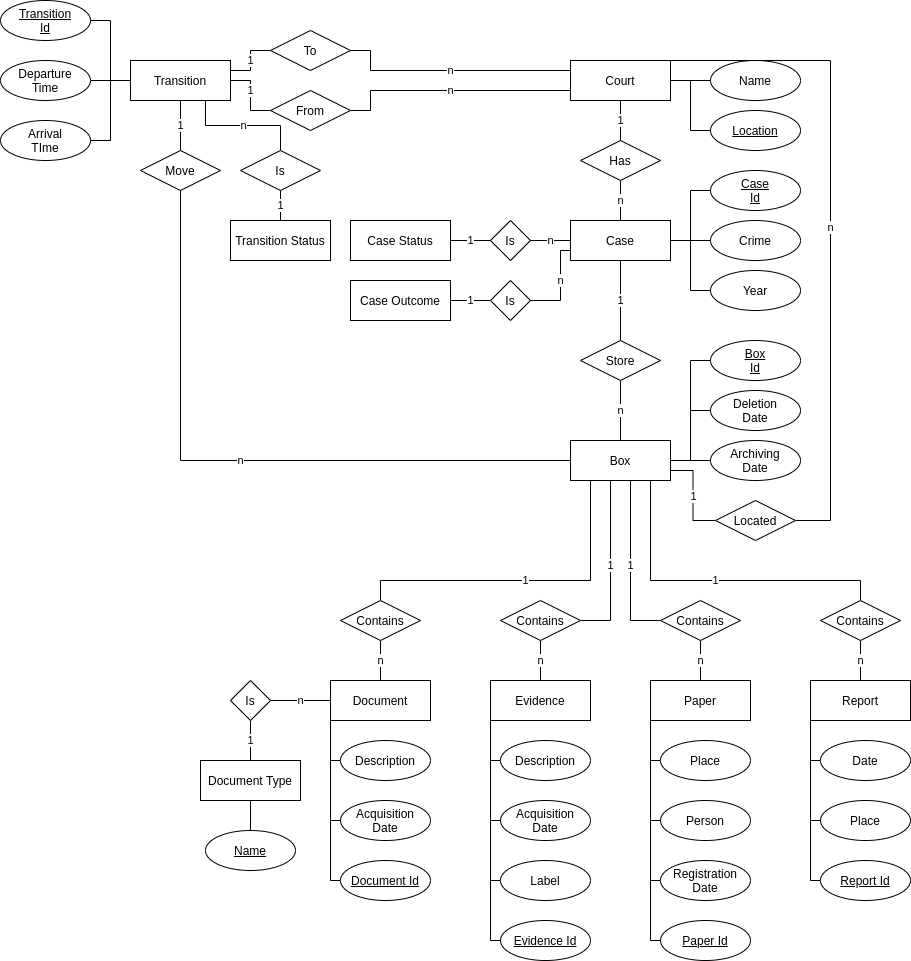 Transition
Id
To
1
n
Departure
Time
Transition
Court
Name
1
n
Arrival
TIme
From
Location
1
n
1
Move
Is
Has
1
n
Case
Id
n
Transition Status
Case Status
1
Is
n
Case
Crime
n
Case Outcome
1
Is
Year
1
Box
Id
Store
Deletion
Date
n
n
Box
Archiving
Date
1
Located
1
1
1
1
Contains
Contains
Contains
Contains
n
n
n
n
Is
n
Document
Evidence
Paper
Report
1
Document Type
Description
Description
Place
Date
Name
Acquisition
Date
Acquisition
Date
Person
Place
Document Id
Label
Registration
Date
Report Id
Evidence Id
Paper Id